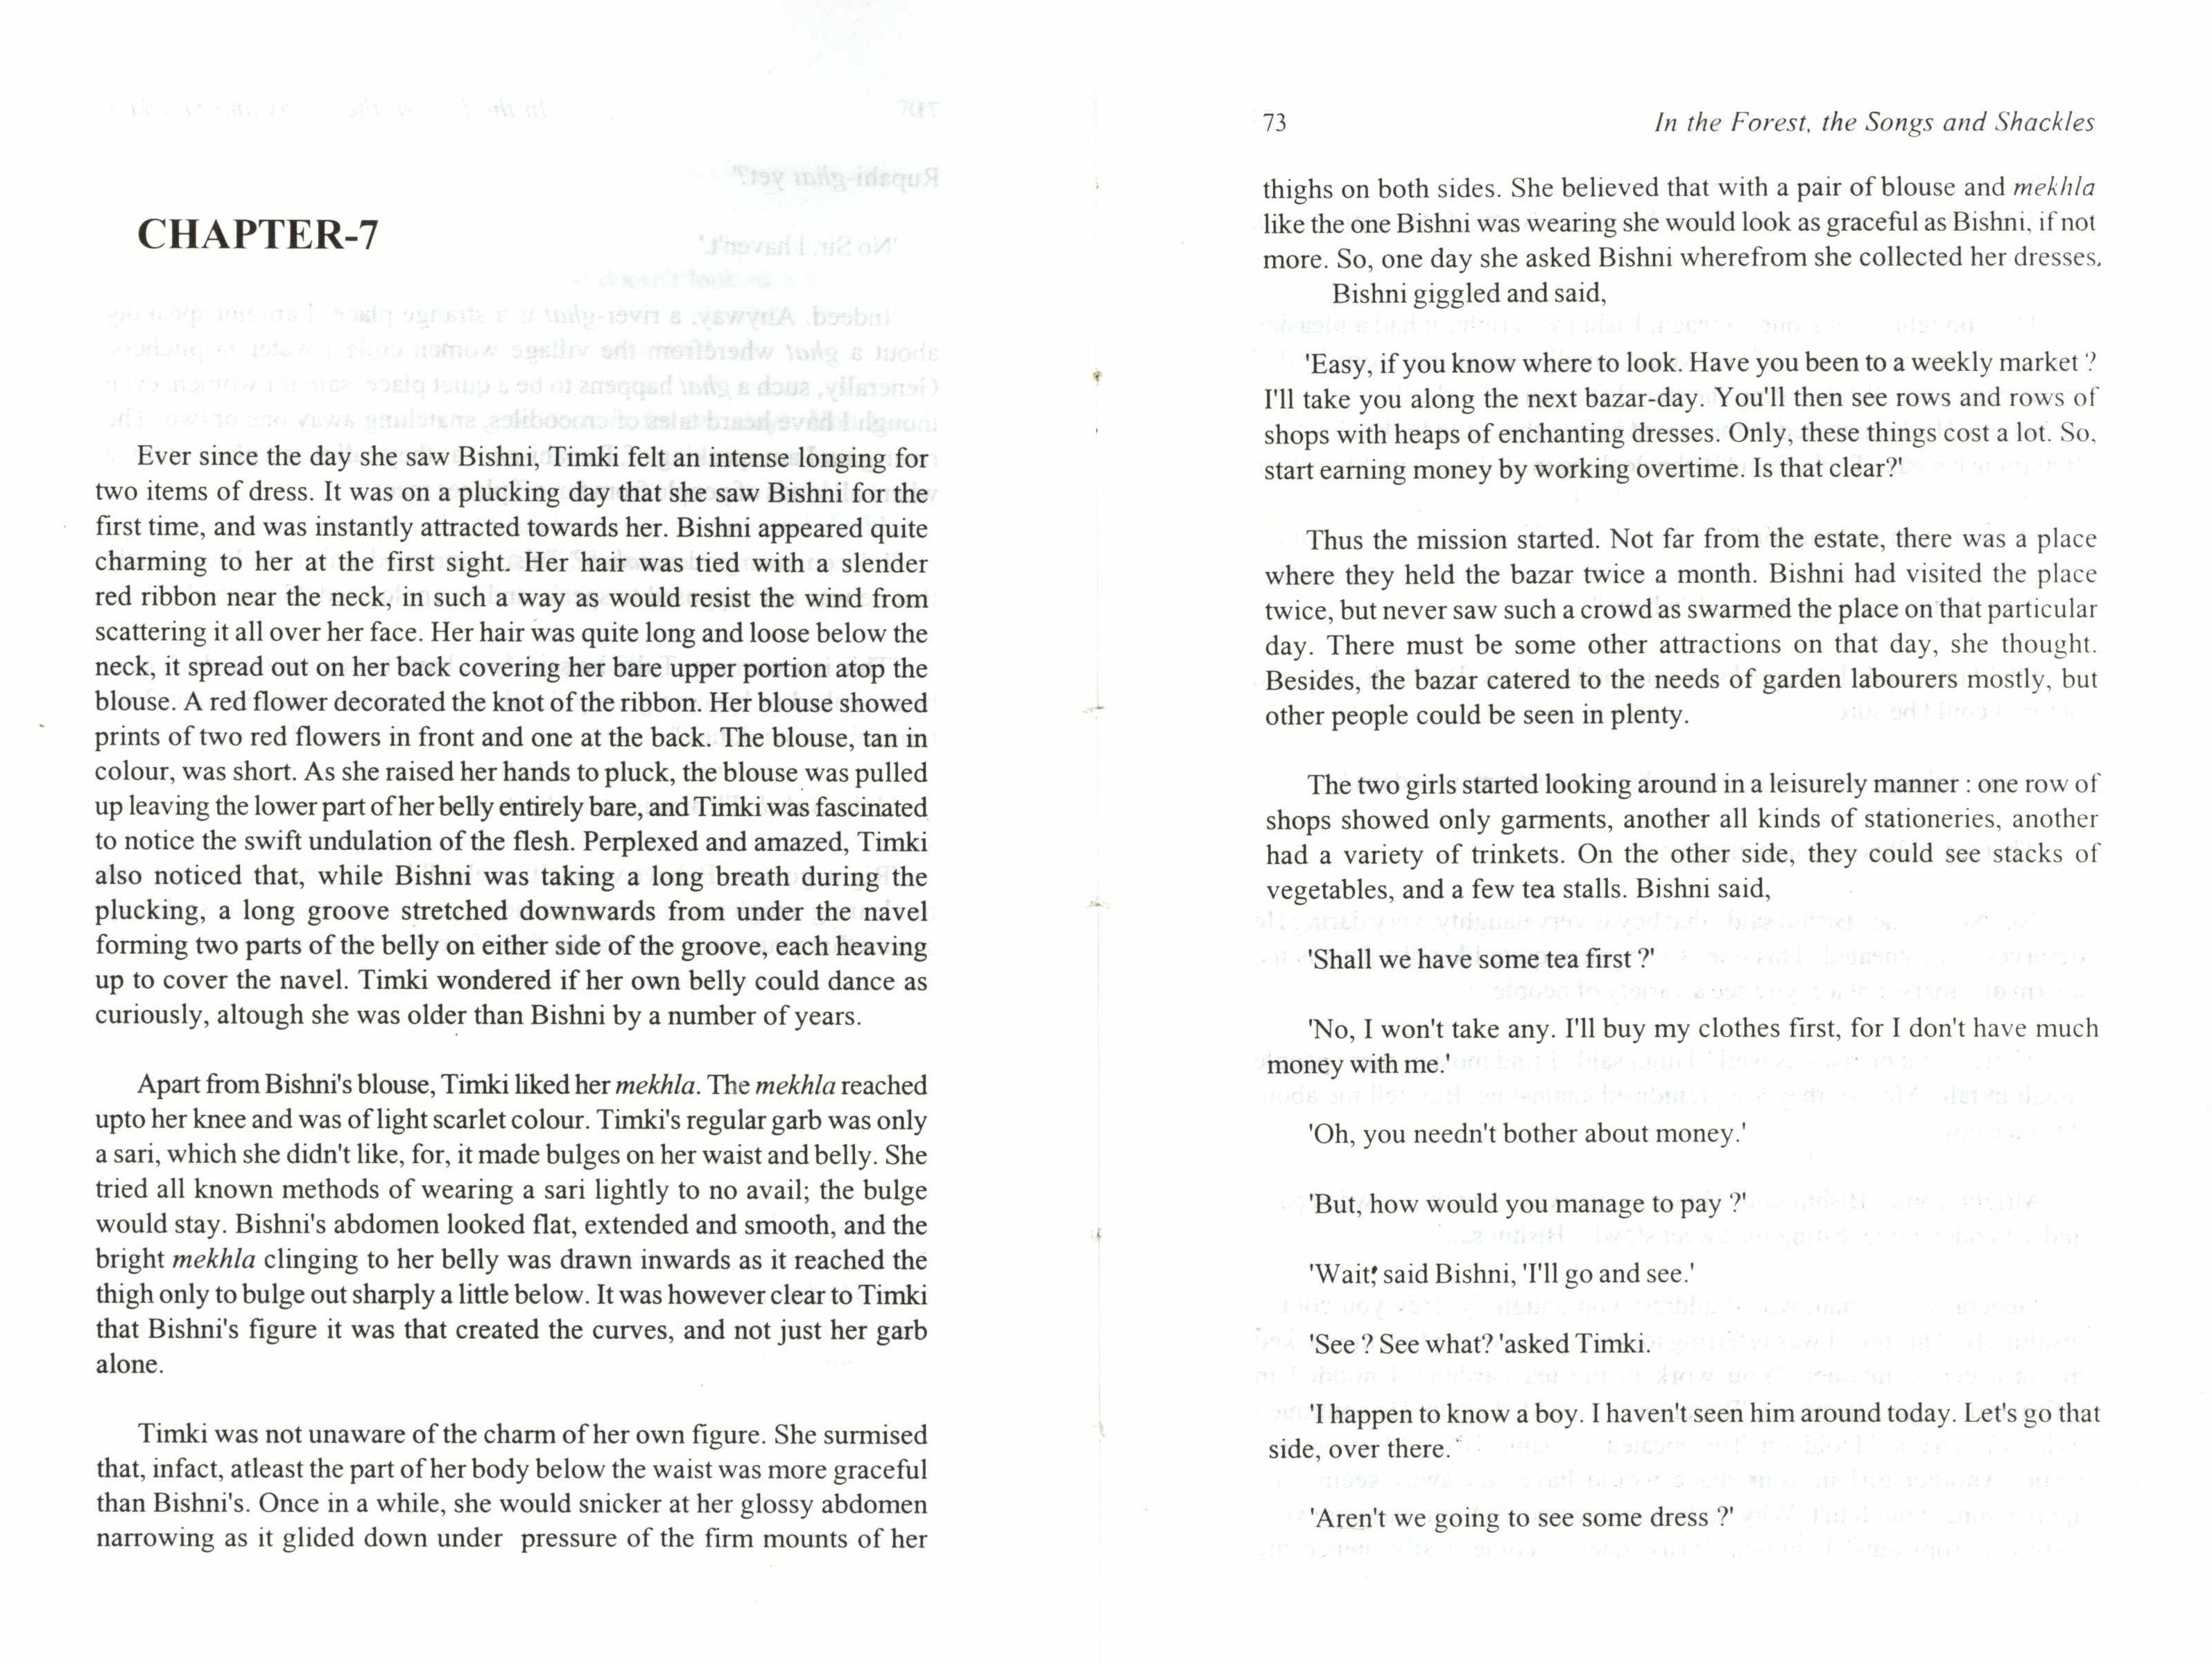 CHAPTER-7
Ever since the day she saw Bishni, Timki felt an intense longing for
two items of dress. It was on a plucking day that she saw Bishni for the
first time, and was instantly attracted towards her. Bishni appeared quite
charming to her at the first sight. Her hair was tied with a slender
red ribbon near the neck, in such a way as would resist the wind from
scattering it all over her face. Her hair was quite long and loose below the
neck, it spread out on her back covering her bare upper portion atop the
blouse. A red flower decorated the knot of the ribbon. Her blouse showed
prints of two red flowers in front and one at the back. The blouse, tan in
colour, was short. As she raised her hands to pluck, the blouse was pulled
up leaving the lower part of her belly entirely bare, and Timki was fascinated
to notice the swift undulation of the flesh. Perplexed and amazed, Timki
also noticed that, while Bishni was taking a long breath during the
plucking, a long groove stretched downwards from under the navel
forming two parts of the belly on either side of the groove, each heaving
up to cover the navel. Timki wondered if her own belly could dance as
curiously, altough she was older than Bishni by a number of years.
Apart from Bishni's blouse, Timki liked her mekhla. The mekhla reached
upto her knee and was of light scarlet colour. Timki's regular garb was only
a sari, which she didn't like, for, it made bulges on her waist and belly. She
tried all known methods of wearing a sari lightly to no avail; the bulge
would stay. Bishni's abdomen looked flat, extended and smooth, and the
bright mekhla clinging to her belly was drawn inwards as it reached the
thigh only to bulge out sharply a little below. It was however clear to Timki
that Bishni's figure it was that created the curves, and not just her garb
alone.
Timki was not unaware of the charm of her own figure. She surmised
that, infact, atleast the part of her body below the waist was more graceful
than Bishni's. Once in a while, she would snicker at her glossy abdomen
narrowing as it glided down under pressure of the firm mounts of her
73 In the Forest, the Songs and Shackles
thighs on both sides. She believed that with a pair of blouse and mekhla
like the one Bishni was wearing she would look as graceful as Bishni, if not
more. So, one day she asked Bishni wherefrom she collected her dresses.
Bishni giggled and said,
'Easy, if you know where to look. Have you been to a weekly market ?
I'll take you along the next bazar-day. You'll then see rows and rows of
shops with heaps of enchanting dresses. Only, these things cost a lot. So,
start earning money by working overtime. Is that clear?'
Thus the mission started. Not far from the estate, there was a place
where they held the bazar twice a month. Bishni had visited the place
twice, but never saw such a crowd as swarmed the place on that particular
day. There must be some other attractions on that day, she thought.
Besides, the bazar catered to the needs of garden labourers mostly, but
other people could be seen in plenty.
The two girls started looking around in a leisurely manner : one row of
shops showed only garments, another all kinds of stationeries, another
had a variety of trinkets. On the other side, they could see stacks of
vegetables, and a few tea stalls. Bishni said,
'Shall we have some tea first ?'
'No, I won't take any. I'll buy my clothes first, for I don't have much
money with me.'
'Oh, you needn't bother about money.'
'But, how would you manage to pay ?'
'Wait,' said Bishni, 'I'll go and see.'
'See ? See what? 'asked Timki.
'I happen to know a boy. I haven't seen him around today. Let's go that
side, over there.'
'Aren't we going to see some dress ?'